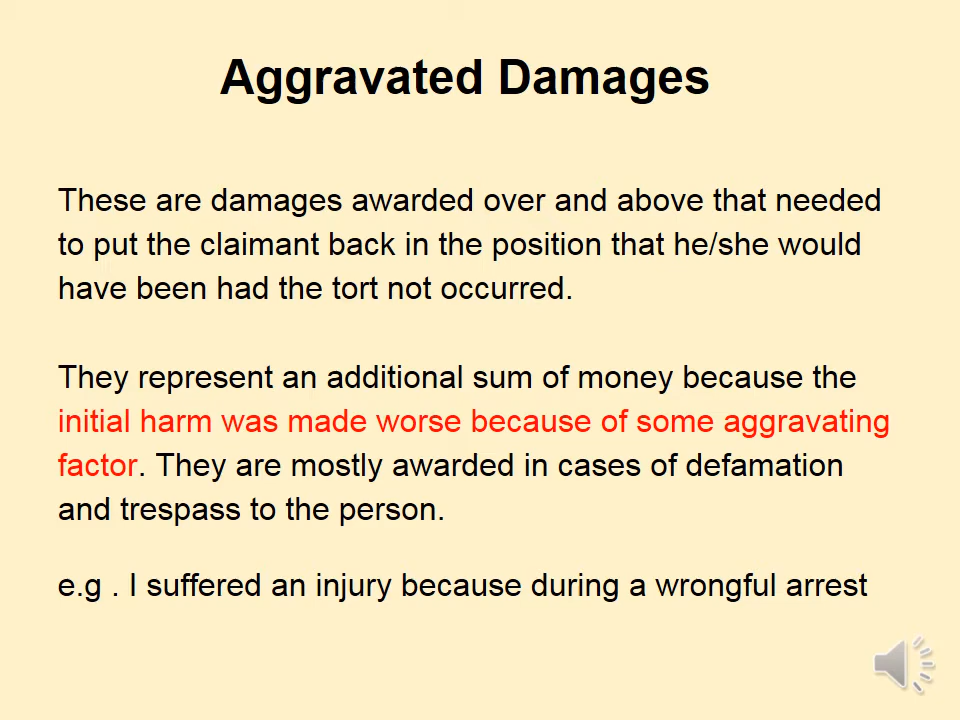 Aggravated Damages
These are damages awarded over and above that needed
to put the claimant back in the position that he/she would
have been had the tort not occurred.
They represent an additional sum of money because the
initial harm was made worse because of some aggravating
factor. They are mostly awarded in cases of defamation
and trespass to the person.
e.g . I suffered an injury because during a wrongful arrest